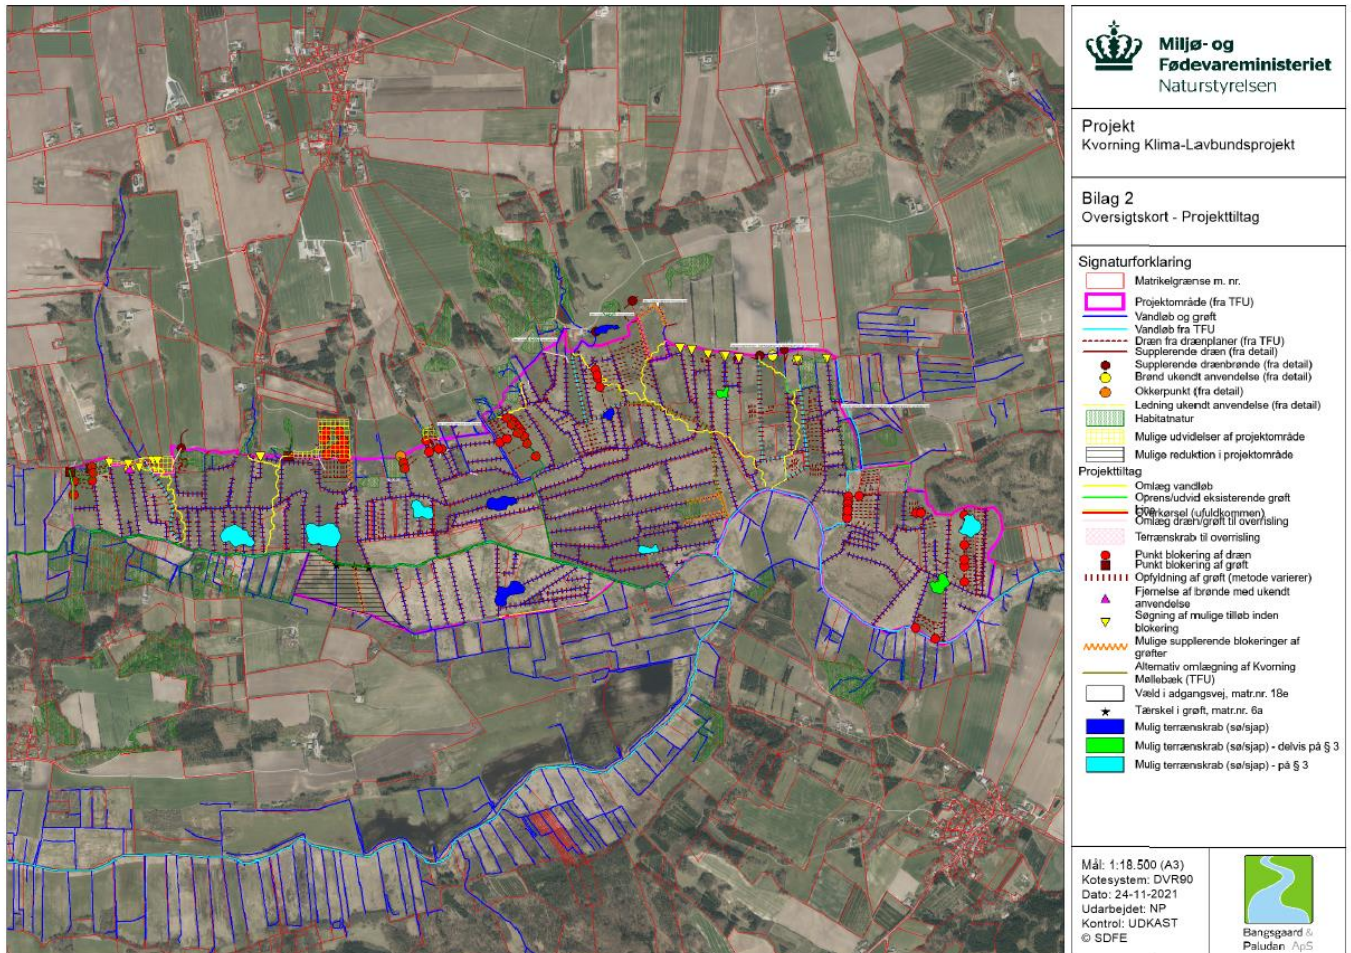 Miljø- og
Fødevareministeriet
Naturstyrelsen
Projekt
Kvorning Klima-Lavbundsprojekt
Bilag 2
Oversigtskort - Projekttiltag
Signaturforklaring
Matrikelgrænse m. nr.
Projektområde (fra TFU)
Vandløb og grøft
Vandløb fra TFU
Dræn fra drænplaner (fra TFU)
Supplerende dræn (fra detail)
Supplerende drænbrønde (fra detail)
Brønd ukendt anvendelse (fra detail)
Okkerpunkt (fra detail)
Ledning ukendt anvendelse (fra detail)
Habitatnatur
Mulige udvidelser af projektområde
Mulige reduktion i projektområde
Projekttiltag
Omlæg vandløb
Oprens/udvid eksisterende grøft
Overkørsel (ufuldkommen)
Omlæg dræn/grøft til overrisling
Terrænskrab til overrisling
Punkt blokering af dræn
Punkt blokering af grøft
Opfyldning af grøft (metode varierer)
Fjernelse af brønde med ukendt
anvendelse
Søgning af mulige tilløb inden
blokering
Mulige supplerende blokeringer af
grøfter
Alternativ omlægning af Kvorning
Møllebæk (TFU)
Væld i adgangsvej, matr.nr. 18e
Tærskel i grøft, matr.nr. 6a
Mulig terrænskrab (sø/sjap)
Mulig terrænskrab (sø/sjap) - delvis på § 3
Mulig terrænskrab (sø/sjap) - på § 3
Mål: 1:18.500 (A3)
Kotesystem: DVR90
Dato: 24-11-2021
Udarbejdet: NP
Kontrol: UDKAST
© SDFE
Bangsgaard &
Paludan ApS